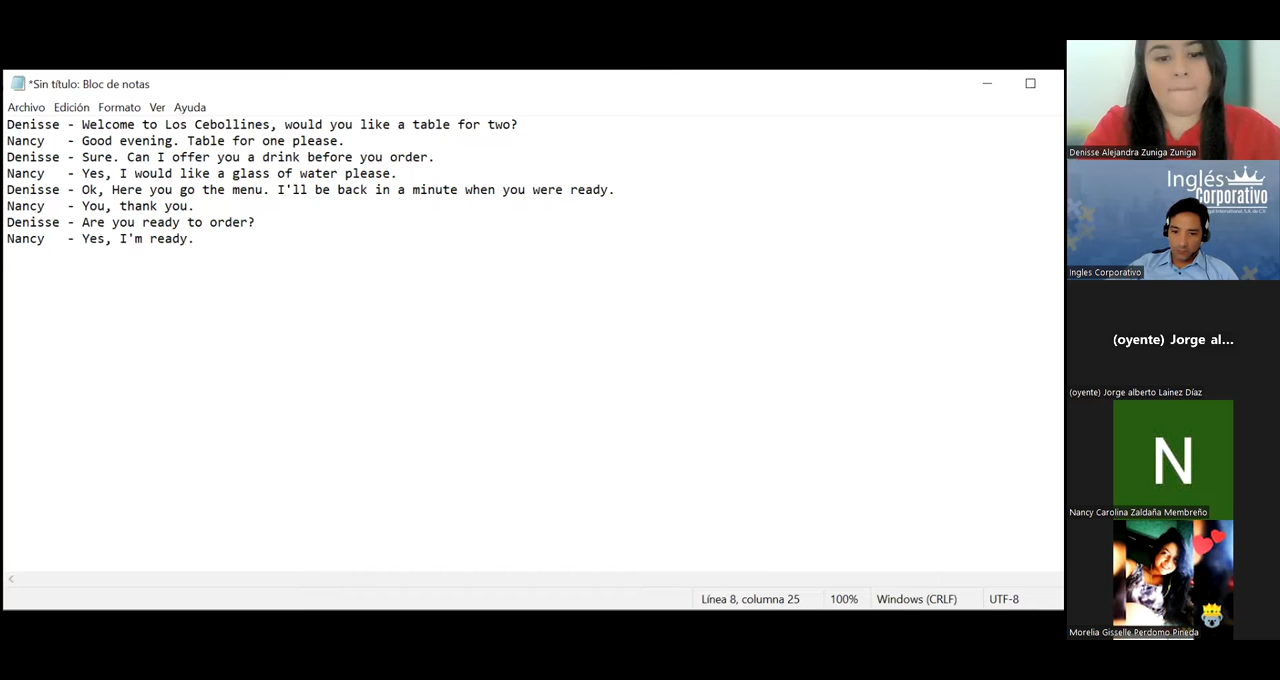 *Sin título: Bloc de notas
Archivo Edición Formato Ver Ayuda
Denisse - Welcome to Los Cebollines, would you like a table for two?
Nancy - Good evening. Table for one please.
Denisse - Sure. Can I offer you a drink before you order.
Nancy - Yes, I would like a glass of water please.
Denisse - Ok, Here you go the menu. I'll be back in a minute when you were ready.
Nancy - You, thank you.
Denisse - Are you ready to order?
Nancy - Yes, I'm ready.
Línea 8, columna 25 100% Windows (CRLF) UTF-8
Denisse Alejandra Zuniga Zuniga
Inglés
Corporativo
Ingles Corporativo
(oyente) Jorge al...
(oyente) Jorge alberto Lainez Díaz
N
Nancy Carolina Zaldaña Membreño
Morelia Gisselle Perdomo Pineda